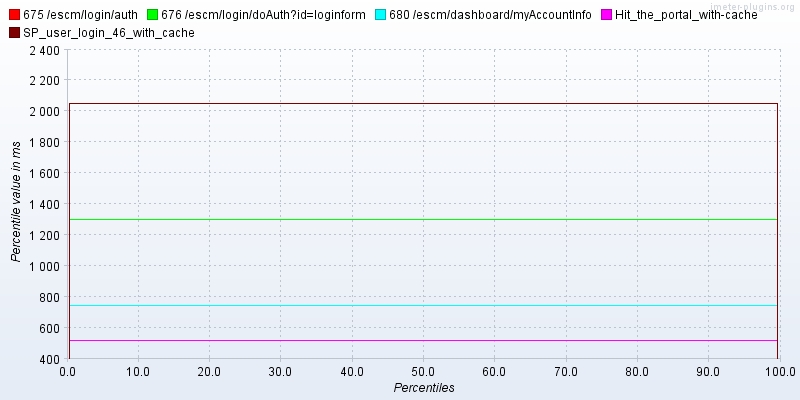 jmeter-plugins.org
675 /escm/login/auth 676 /escm/login/doAuth?id=loginform 680 /escm/dashboard/myAccountInfo Hit_the_portal_with-cache
SP_user_login_46_with_cache
2 400
2 200
2 000
1 800
1 600
1 400
1 200
1 000
800
600
400
Percentile value in ms
0.0 10.0 20.0 30.0 40.0 50.0 60.0 70.0 80.0 90.0 100.0
Percentiles